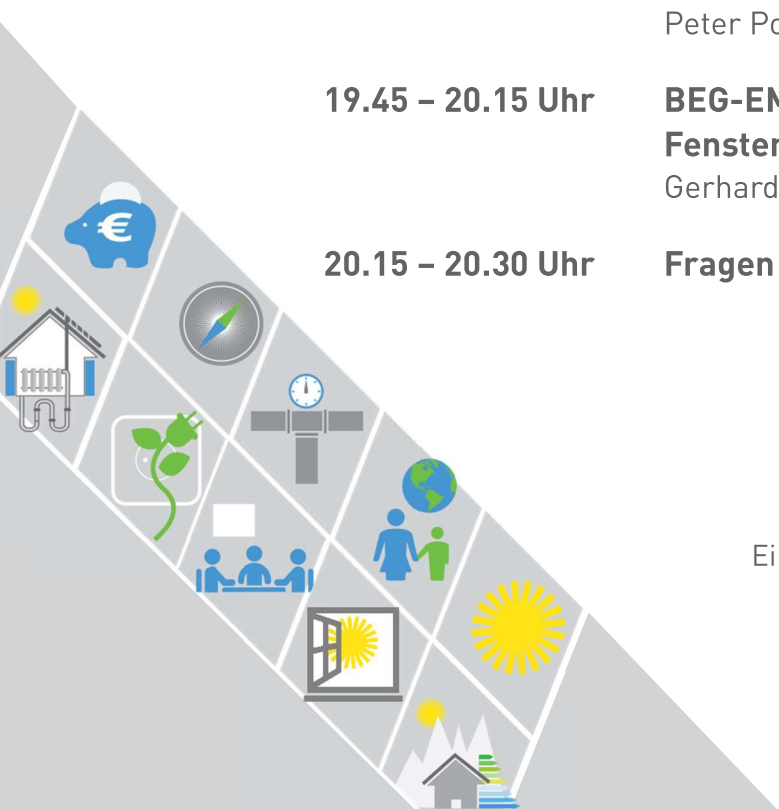 Peter Po
19.45 – 20.15 Uhr BEG-EN
Fenster
Gerhard
20.15 – 20.30 Uhr Fragen
€
Ei